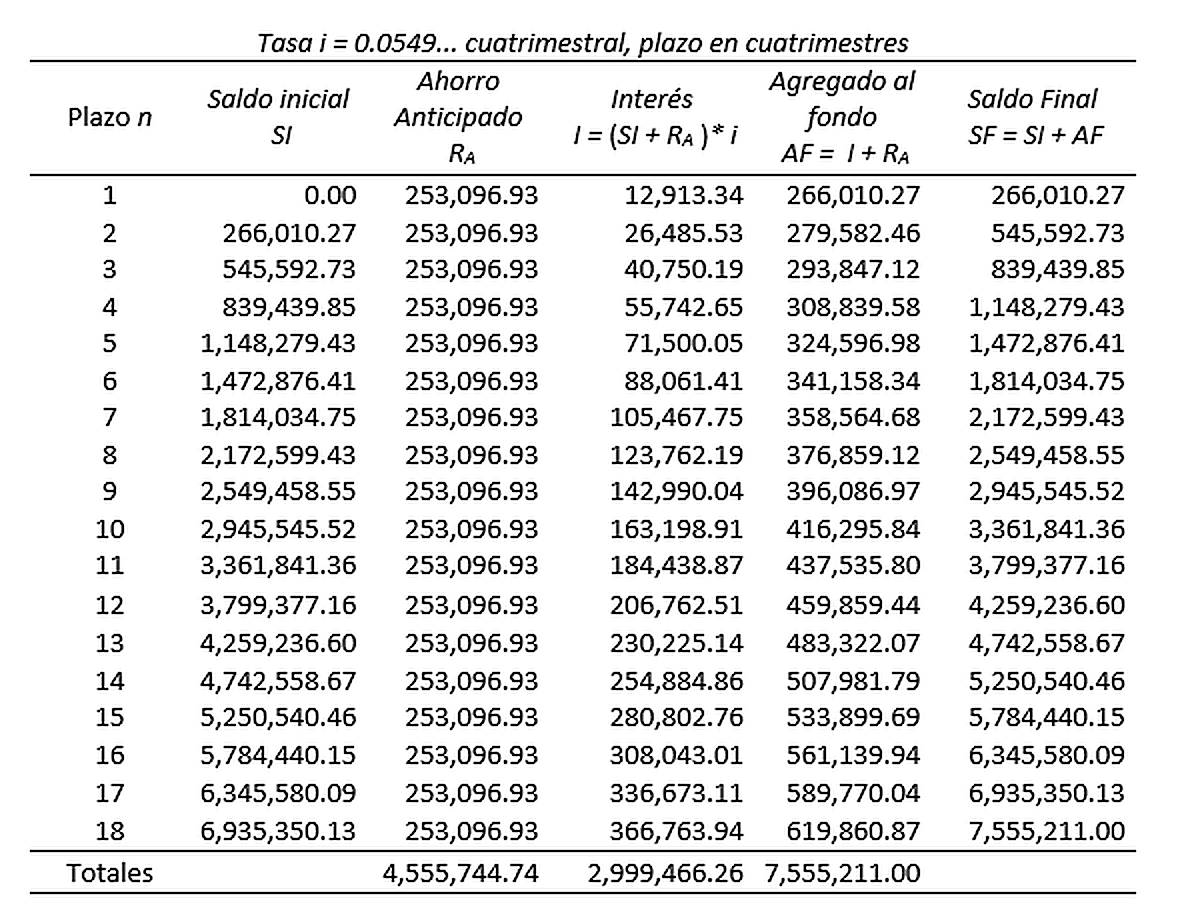 Tasa i = 0.0549... cuatrimestral, plazo en cuatrimestres
Plazo n Saldo inicial SI Ahorro Anticipado RA Interés I = (SI + RA )* i Agregado al fondo AF = I + RA Saldo Final SF = SI + AF
1 0.00 253,096.93 12,913.34 266,010.27 266,010.27
2 266,010.27 253,096.93 26,485.53 279,582.46 545,592.73
3 545,592.73 253,096.93 40,750.19 293,847.12 839,439.85
4 839,439.85 253,096.93 55,742.65 308,839.58 1,148,279.43
5 1,148,279.43 253,096.93 71,500.05 324,596.98 1,472,876.41
6 1,472,876.41 253,096.93 88,061.41 341,158.34 1,814,034.75
7 1,814,034.75 253,096.93 105,467.75 358,564.68 2,172,599.43
8 2,172,599.43 253,096.93 123,762.19 376,859.12 2,549,458.55
9 2,549,458.55 253,096.93 142,990.04 396,086.97 2,945,545.52
10 2,945,545.52 253,096.93 163,198.91 416,295.84 3,361,841.36
11 3,361,841.36 253,096.93 184,438.87 437,535.80 3,799,377.16
12 3,799,377.16 253,096.93 206,762.51 459,859.44 4,259,236.60
13 4,259,236.60 253,096.93 230,225.14 483,322.07 4,742,558.67
14 4,742,558.67 253,096.93 254,884.86 507,981.79 5,250,540.46
15 5,250,540.46 253,096.93 280,802.76 533,899.69 5,784,440.15
16 5,784,440.15 253,096.93 308,043.01 561,139.94 6,345,580.09
17 6,345,580.09 253,096.93 336,673.11 589,770.04 6,935,350.13
18 6,935,350.13 253,096.93 366,763.94 619,860.87 7,555,211.00
Totales 4,555,744.74 2,999,466.26 7,555,211.00